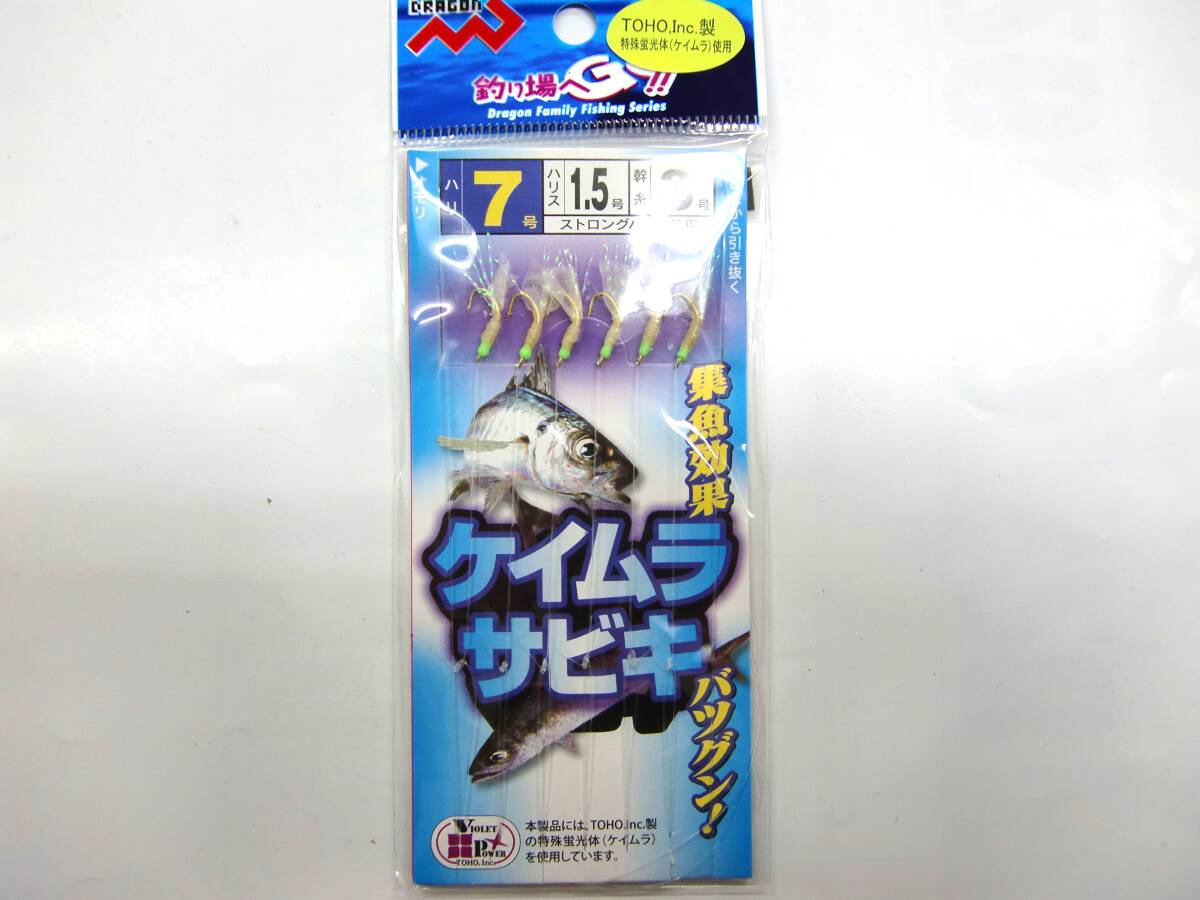 DRAGON
TOHO,Inc.製
特殊蛍光体(ケイムラ)使用
釣り場へGO!!
Dragon Family Fishing Series
▶オモリ
ハリ 7号
ハリス 1.5号
幹糸 3号
ストロング
から引き抜く
集魚効果
バツグン!
ケイムラ
サビキ
VIOLET
POWER
TOHO.Inc.
本製品には、TOHO.Inc.製
の特殊蛍光体(ケイムラ)
を使用しています。